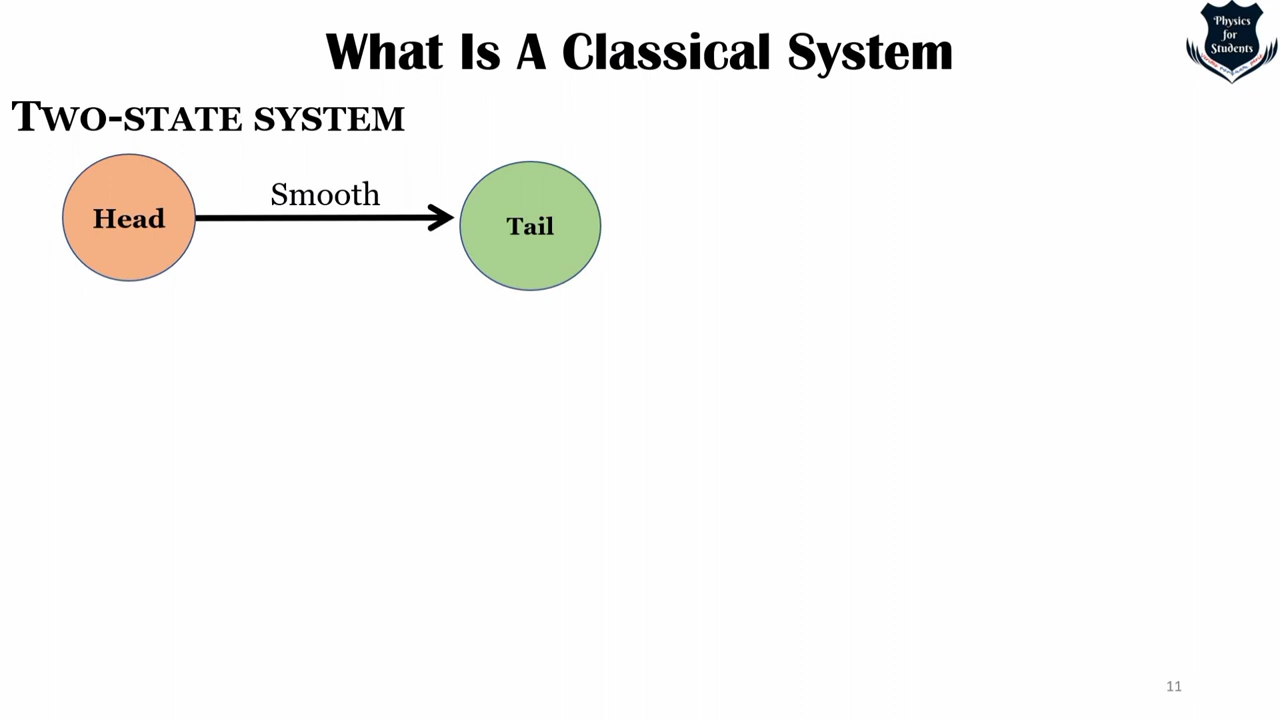 What Is A Classical System
Physics
for
Students
TWO-STATE SYSTEM
Smooth
Head
Tail
11